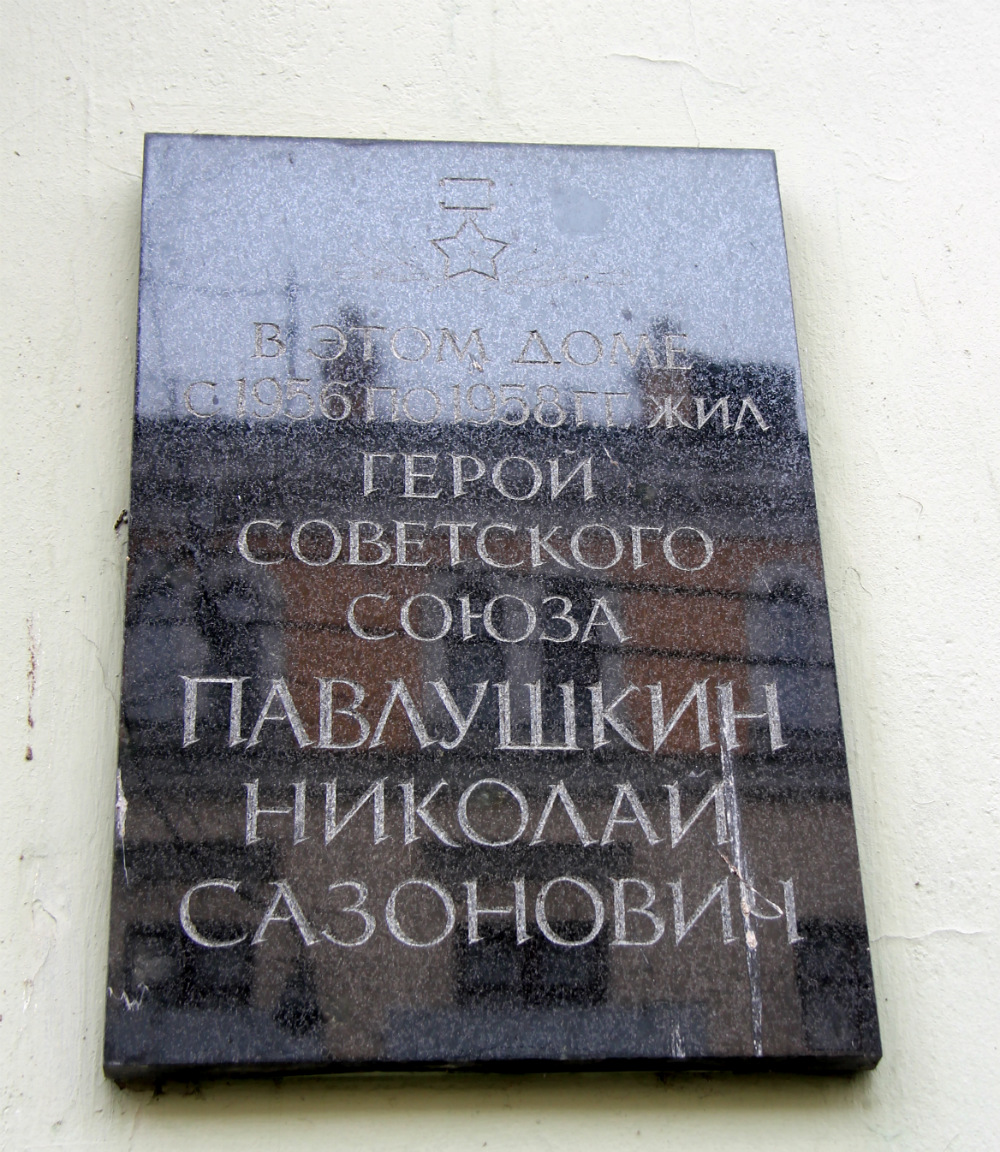 В ЭТОМ ДОМЕ
С 1956 ПО 1958 ГГ. ЖИЛ
ГЕРОЙ
СОВЕТСКОГО
СОЮЗА
ПАВЛУШКИН
НИКОЛАЙ
САЗОНОВИЧ